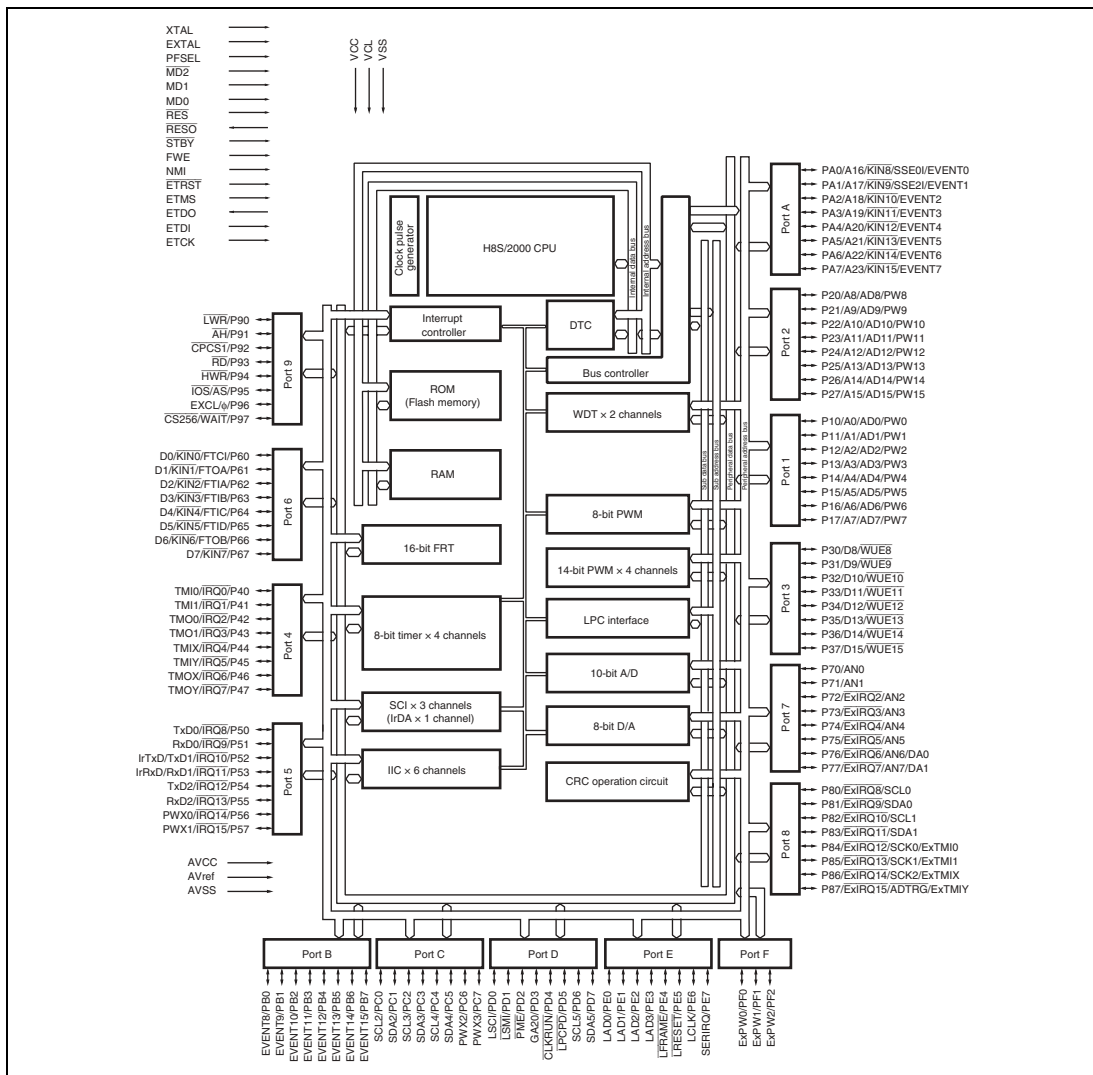 XTAL
EXTAL
PFSEL
MD2
MD1
MD0
RES
RESO
STBY
FWE
NMI
ETRST
ETMS
ETDO
ETDI
ETCK
VCC
VCL
VSS
Clock pulse
generator
H8S/2000 CPU
Internal data bus
Internal address bus
Interrupt
controller
DTC
Bus controller
ROM
(Flash memory)
WDT × 2 channels
RAM
8-bit PWM
16-bit FRT
14-bit PWM × 4 channels
8-bit timer × 4 channels
LPC interface
10-bit A/D
SCI × 3 channels
(IrDA × 1 channel)
8-bit D/A
IIC × 6 channels
CRC operation circuit
Sub data bus
Sub address bus
Peripheral data bus
Peripheral address bus
LWR/P90
AH/P91
CPCS1/P92
RD/P93
HWR/P94
IOS/AS/P95
EXCL/ϕ/P96
CS256/WAIT/P97
Port 9
D0/KIN0/FTCI/P60
D1/KIN1/FTOA/P61
D2/KIN2/FTIA/P62
D3/KIN3/FTIB/P63
D4/KIN4/FTIC/P64
D5/KIN5/FTID/P65
D6/KIN6/FTOB/P66
D7/KIN7/P67
Port 6
TMI0/IRQ0/P40
TMI1/IRQ1/P41
TMO0/IRQ2/P42
TMO1/IRQ3/P43
TMIX/IRQ4/P44
TMIY/IRQ5/P45
TMOX/IRQ6/P46
TMOY/IRQ7/P47
Port 4
TxD0/IRQ8/P50
RxD0/IRQ9/P51
IrTxD/TxD1/IRQ10/P52
IrRxD/RxD1/IRQ11/P53
TxD2/IRQ12/P54
RxD2/IRQ13/P55
PWX0/IRQ14/P56
PWX1/IRQ15/P57
Port 5
AVCC
AVref
AVSS
Port A
PA0/A16/KIN8/SSE0I/EVENT0
PA1/A17/KIN9/SSE2I/EVENT1
PA2/A18/KIN10/EVENT2
PA3/A19/KIN11/EVENT3
PA4/A20/KIN12/EVENT4
PA5/A21/KIN13/EVENT5
PA6/A22/KIN14/EVENT6
PA7/A23/KIN15/EVENT7
Port 2
P20/A8/AD8/PW8
P21/A9/AD9/PW9
P22/A10/AD10/PW10
P23/A11/AD11/PW11
P24/A12/AD12/PW12
P25/A13/AD13/PW13
P26/A14/AD14/PW14
P27/A15/AD15/PW15
Port 1
P10/A0/AD0/PW0
P11/A1/AD1/PW1
P12/A2/AD2/PW2
P13/A3/AD3/PW3
P14/A4/AD4/PW4
P15/A5/AD5/PW5
P16/A6/AD6/PW6
P17/A7/AD7/PW7
Port 3
P30/D8/WUE8
P31/D9/WUE9
P32/D10/WUE10
P33/D11/WUE11
P34/D12/WUE12
P35/D13/WUE13
P36/D14/WUE14
P37/D15/WUE15
Port 7
P70/AN0
P71/AN1
P72/ExIRQ2/AN2
P73/ExIRQ3/AN3
P74/ExIRQ4/AN4
P75/ExIRQ5/AN5
P76/ExIRQ6/AN6/DA0
P77/ExIRQ7/AN7/DA1
Port 8
P80/ExIRQ8/SCL0
P81/ExIRQ9/SDA0
P82/ExIRQ10/SCL1
P83/ExIRQ11/SDA1
P84/ExIRQ12/SCK0/ExTMI0
P85/ExIRQ13/SCK1/ExTMI1
P86/ExIRQ14/SCK2/ExTMIX
P87/ExIRQ15/ADTRG/ExTMIY
Port B
Port C
Port D
Port E
Port F
EVENT8/PB0
EVENT9/PB1
EVENT10/PB2
EVENT11/PB3
EVENT12/PB4
EVENT13/PB5
EVENT14/PB6
EVENT15/PB7
SCL2/PC0
SDA2/PC1
SCL3/PC2
SDA3/PC3
SCL4/PC4
SDA4/PC5
PWX2/PC6
PWX3/PC7
LSCI/PD0
LSMI/PD1
PME/PD2
GA20/PD3
CLKRUN/PD4
LPCPD/PD5
SCL5/PD6
SDA5/PD7
LAD0/PE0
LAD1/PE1
LAD2/PE2
LAD3/PE3
LFRAME/PE4
LRESET/PE5
LCLK/PE6
SERIRQ/PE7
ExPW0/PF0
ExPW1/PF1
ExPW2/PF2